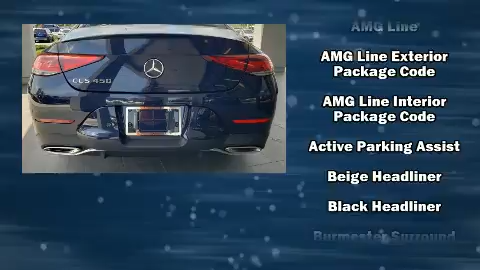 AMG Line
AMG Line Exterior
Package Code
AMG Line Interior
Package Code
Active Parking Assist
Beige Headliner
Black Headliner
Burmester Surround
CLS 450